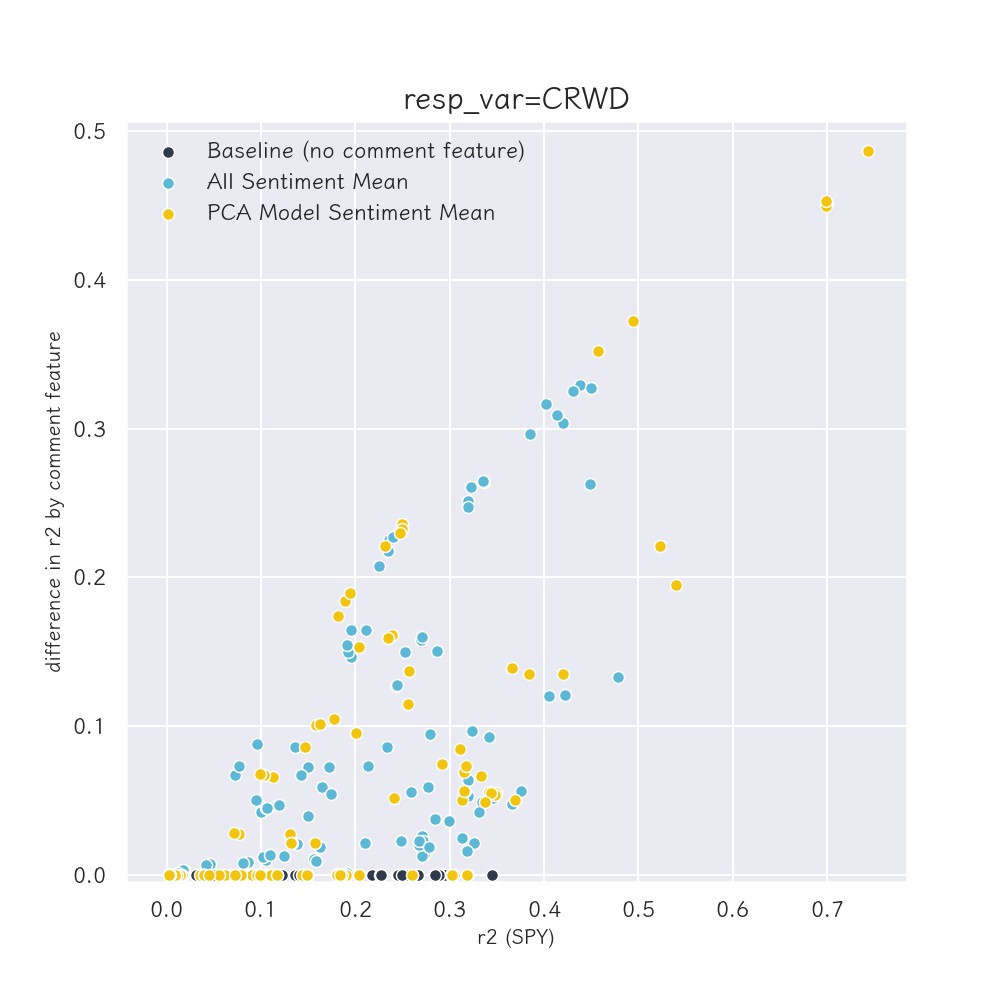 resp_var=CRWD
Baseline (no comment feature)
All Sentiment Mean
PCA Model Sentiment Mean
difference in r2 by comment feature
0.5
0.4
0.3
0.2
0.1
0.0
0.0 0.1 0.2 0.3 0.4 0.5 0.6 0.7
r2 (SPY)